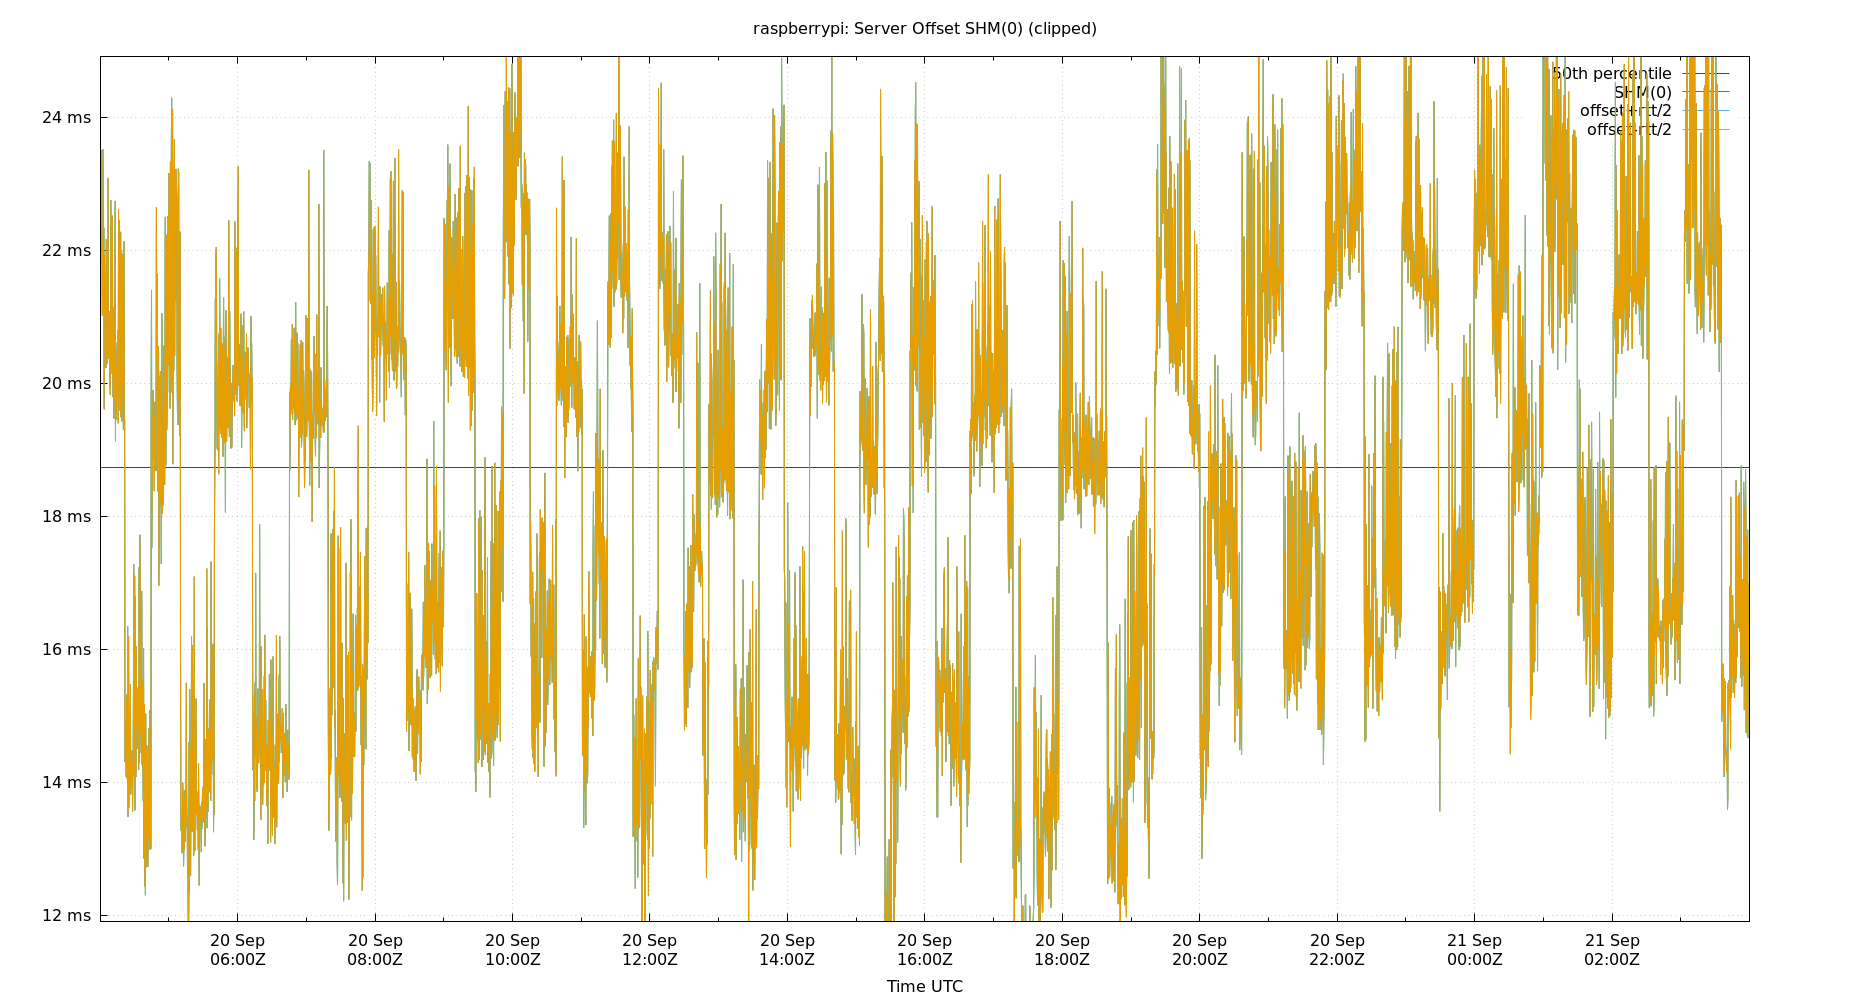 raspberrypi: Server Offset SHM(0) (clipped)
50th percentile
SHM(0)
offset+rtt/2
offset-rtt/2
24 ms
22 ms
20 ms
18 ms
16 ms
14 ms
12 ms
20 Sep 20 Sep 20 Sep 20 Sep 20 Sep 20 Sep 20 Sep 20 Sep 20 Sep 21 Sep 21 Sep
06:00Z 08:00Z 10:00Z 12:00Z 14:00Z 16:00Z 18:00Z 20:00Z 22:00Z 00:00Z 02:00Z
Time UTC